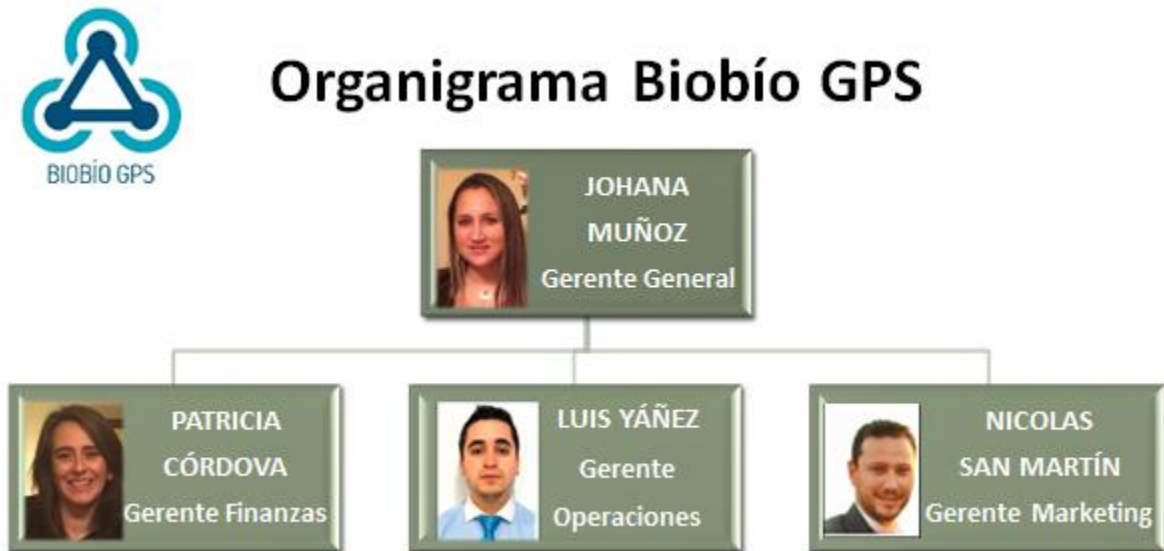 Organigrama Biobío GPS
BIOBÍO GPS
JOHANA
MUÑOZ
Gerente General
PATRICIA
CÓRDOVA
Gerente Finanzas
LUIS YÁÑEZ
Gerente
Operaciones
NICOLAS
SAN MARTÍN
Gerente Marketing